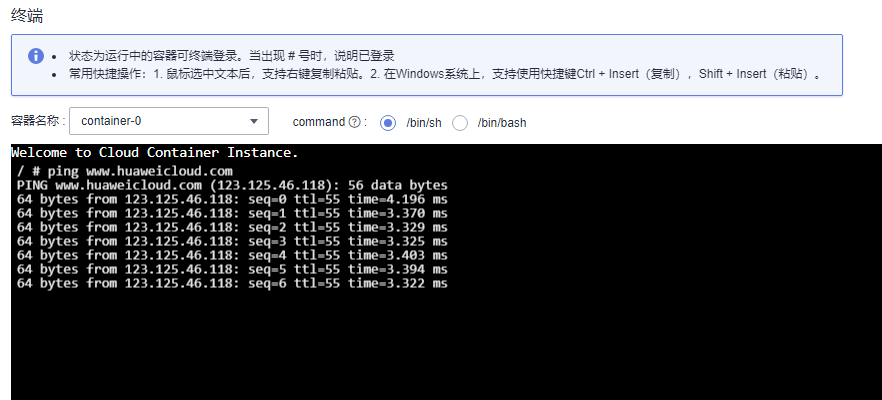 终端
状态为运行中的容器可终端登录。当出现 # 号时，说明已登录
常用快捷操作：1. 鼠标选中文本后，支持右键复制粘贴。2. 在Windows系统上，支持使用快捷键Ctrl + Insert（复制）, Shift + Insert（粘贴）。
容器名称 : container-0 command ? : /bin/sh /bin/bash
Welcome to Cloud Container Instance.
/ # ping www.huaweicloud.com
PING www.huaweicloud.com (123.125.46.118): 56 data bytes
64 bytes from 123.125.46.118: seq=0 ttl=55 time=4.196 ms
64 bytes from 123.125.46.118: seq=1 ttl=55 time=3.370 ms
64 bytes from 123.125.46.118: seq=2 ttl=55 time=3.329 ms
64 bytes from 123.125.46.118: seq=3 ttl=55 time=3.325 ms
64 bytes from 123.125.46.118: seq=4 ttl=55 time=3.403 ms
64 bytes from 123.125.46.118: seq=5 ttl=55 time=3.394 ms
64 bytes from 123.125.46.118: seq=6 ttl=55 time=3.322 ms